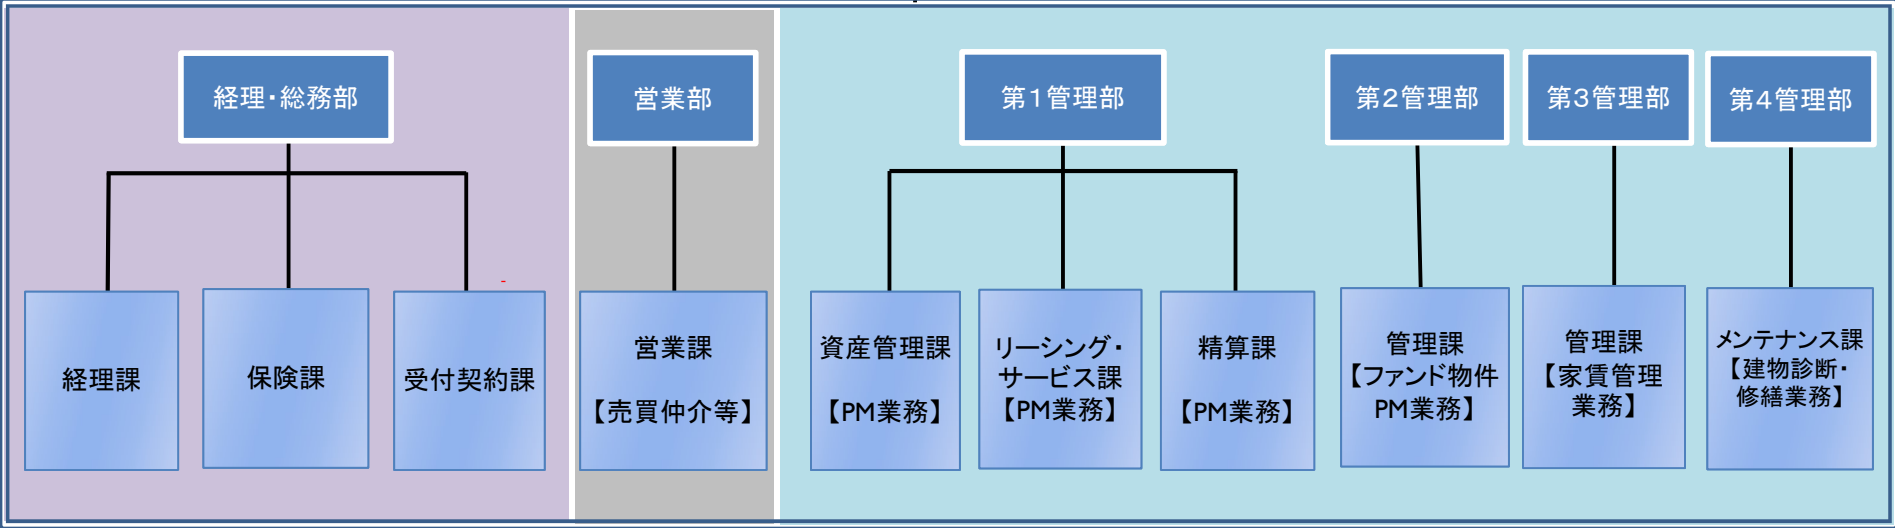 経理・総務部
営業部
第1管理部
第2管理部
第3管理部
第4管理部
経理課
保険課
受付契約課
営業課
【売買仲介等】
資産管理課
【PM業務】
リーシング・
サービス課
【PM業務】
精算課
【PM業務】
管理課
【ファンド物件
PM業務】
管理課
【家賃管理
業務】
メンテナンス課
【建物診断・
修繕業務】